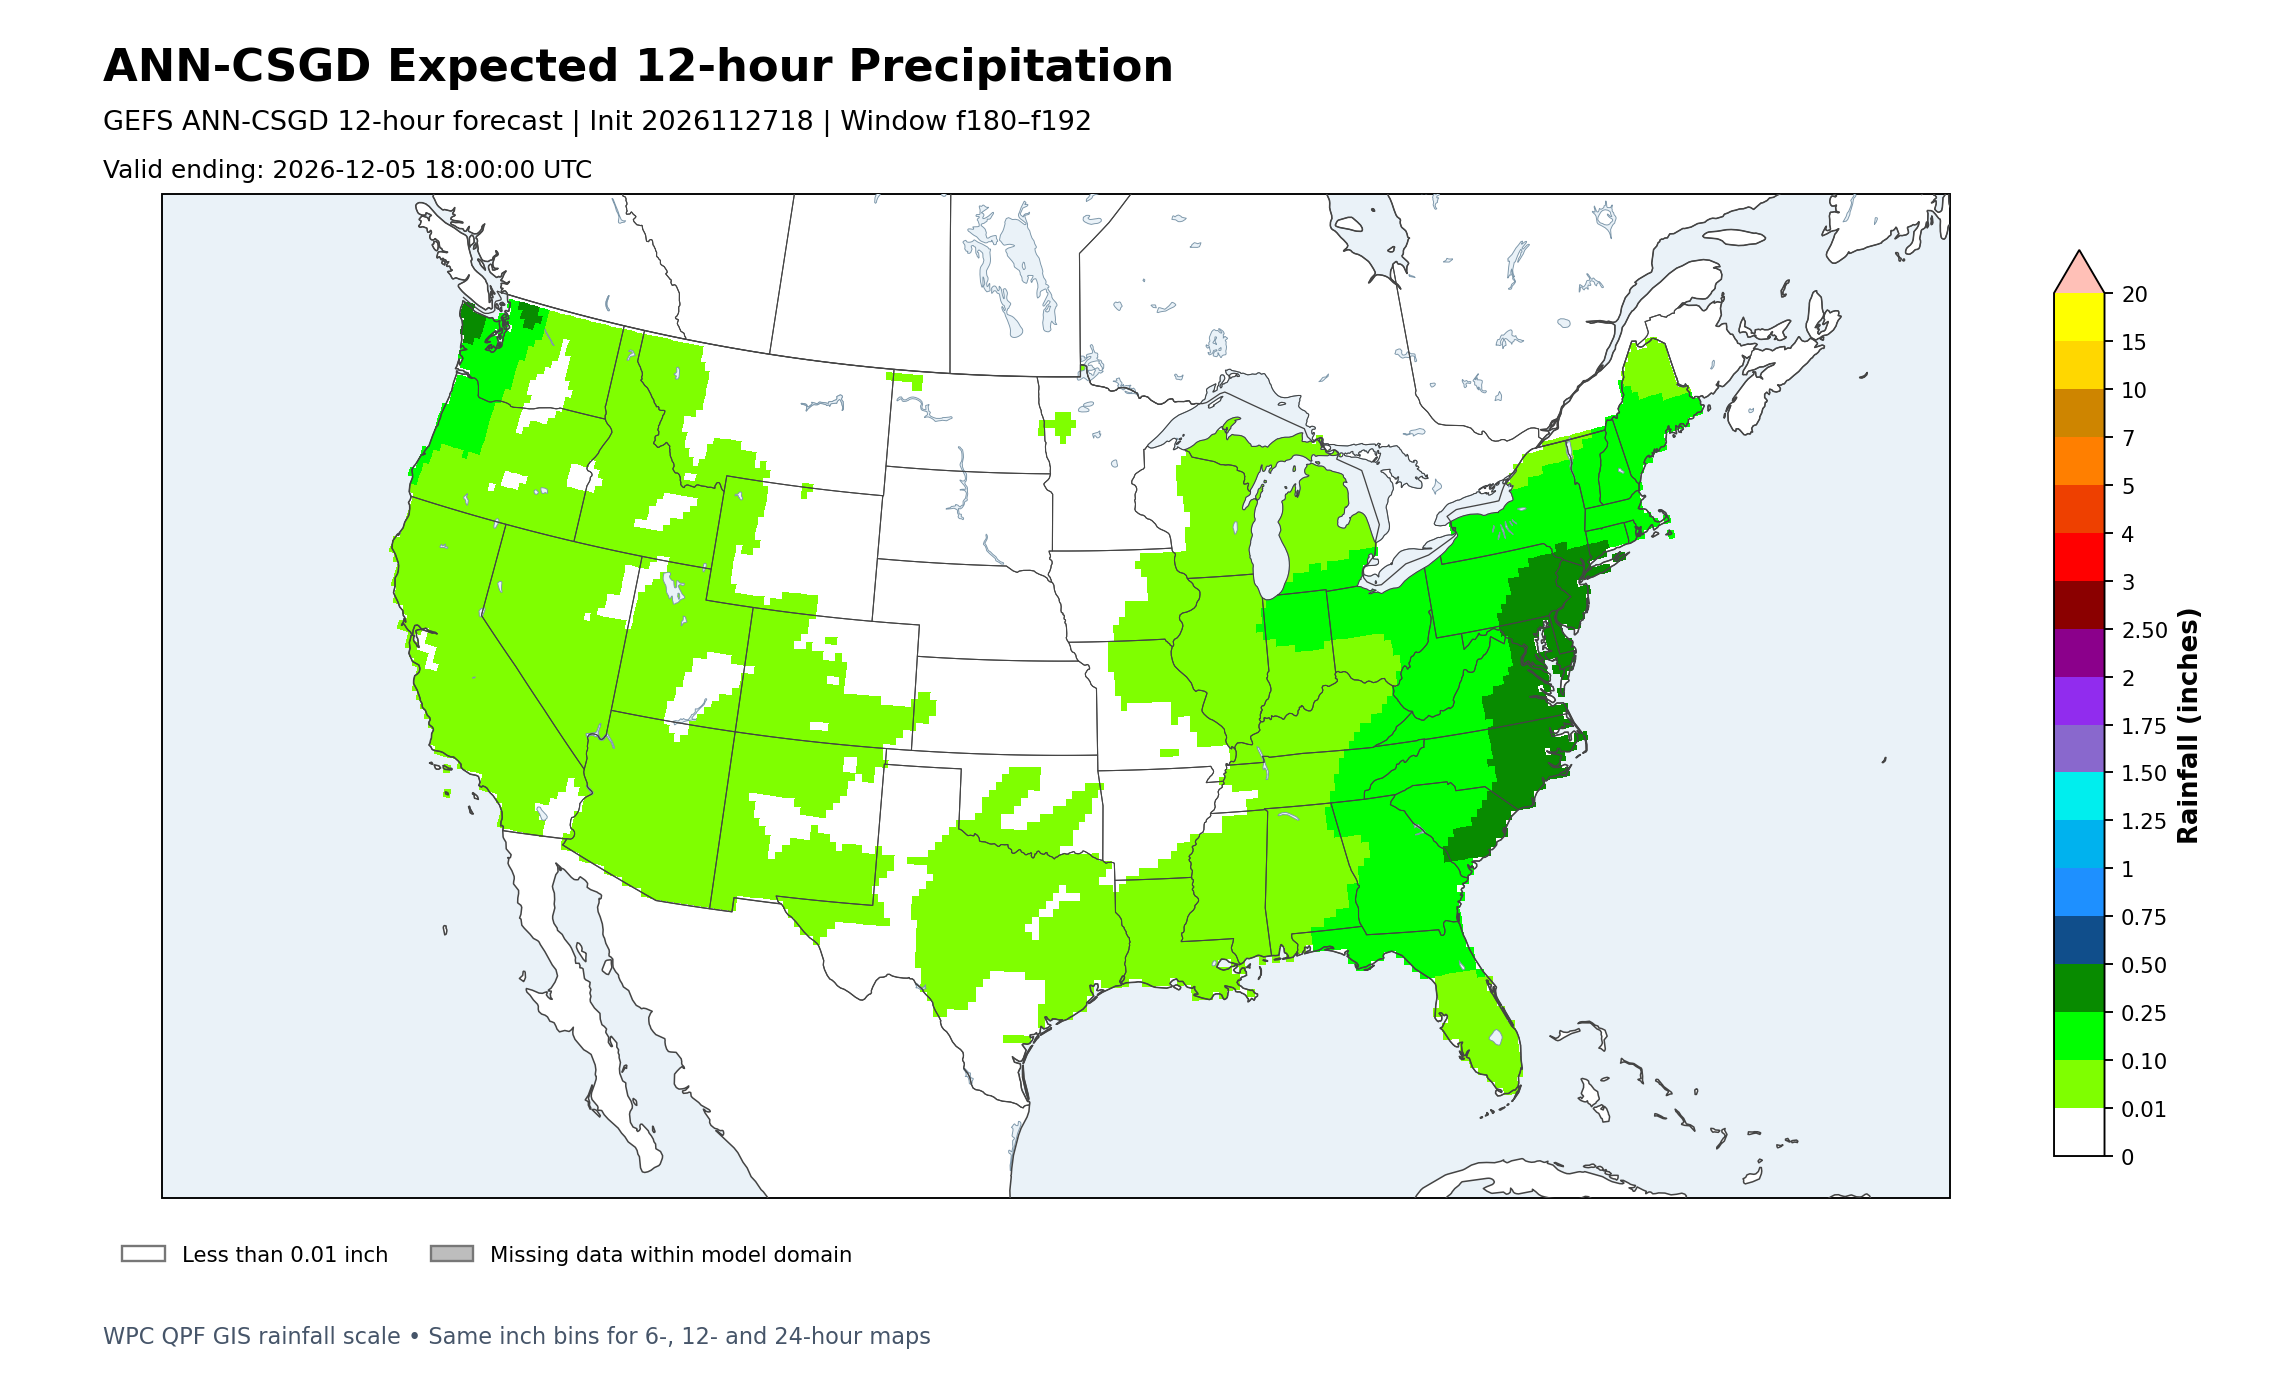 ANN-CSGD Expected 12-hour Precipitation
GEFS ANN-CSGD 12-hour forecast | Init 2026112718 | Window f180–f192
Valid ending: 2026-12-05 18:00:00 UTC
20
15
10
7
5
4
3
2.50
2
1.75
1.50
1.25
1
0.75
0.50
0.25
0.10
0.01
0
Rainfall (inches)
Less than 0.01 inch
Missing data within model domain
WPC QPF GIS rainfall scale • Same inch bins for 6-, 12- and 24-hour maps